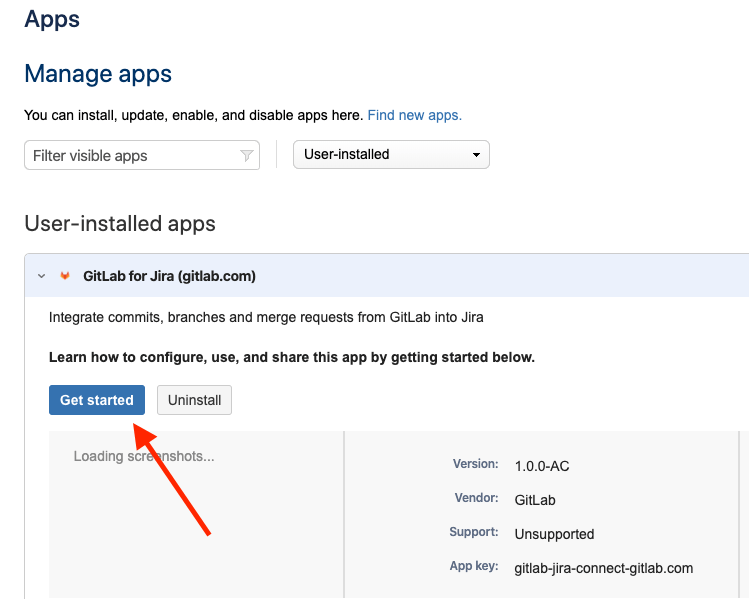 Apps
Manage apps
You can install, update, enable, and disable apps here. Find new apps.
Filter visible apps
User-installed
User-installed apps
GitLab for Jira (gitlab.com)
Integrate commits, branches and merge requests from GitLab into Jira
Learn how to configure, use, and share this app by getting started below.
Get started
Uninstall
Loading screenshots...
Version: 1.0.0-AC
Vendor: GitLab
Support: Unsupported
App key: gitlab-jira-connect-gitlab.com